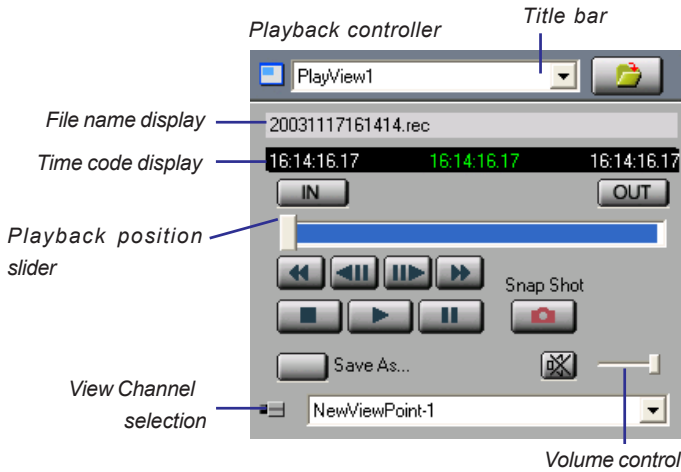 Title bar
Playback controller
PlayView1
File name display
20031117161414.rec
Time code display
16:14:16.17 16:14:16.17 16:14:16.17
IN OUT
Playback position
slider
Snap Shot
Save As...
View Channel
selection
NewViewPoint-1
Volume control